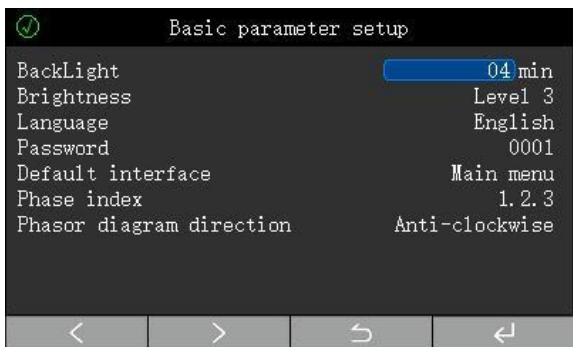 Basic parameter setup
BackLight 04 min
Brightness Level 3
Language English
Password 0001
Default interface Main menu
Phase index 1.2.3
Phasor diagram direction Anti-clockwise